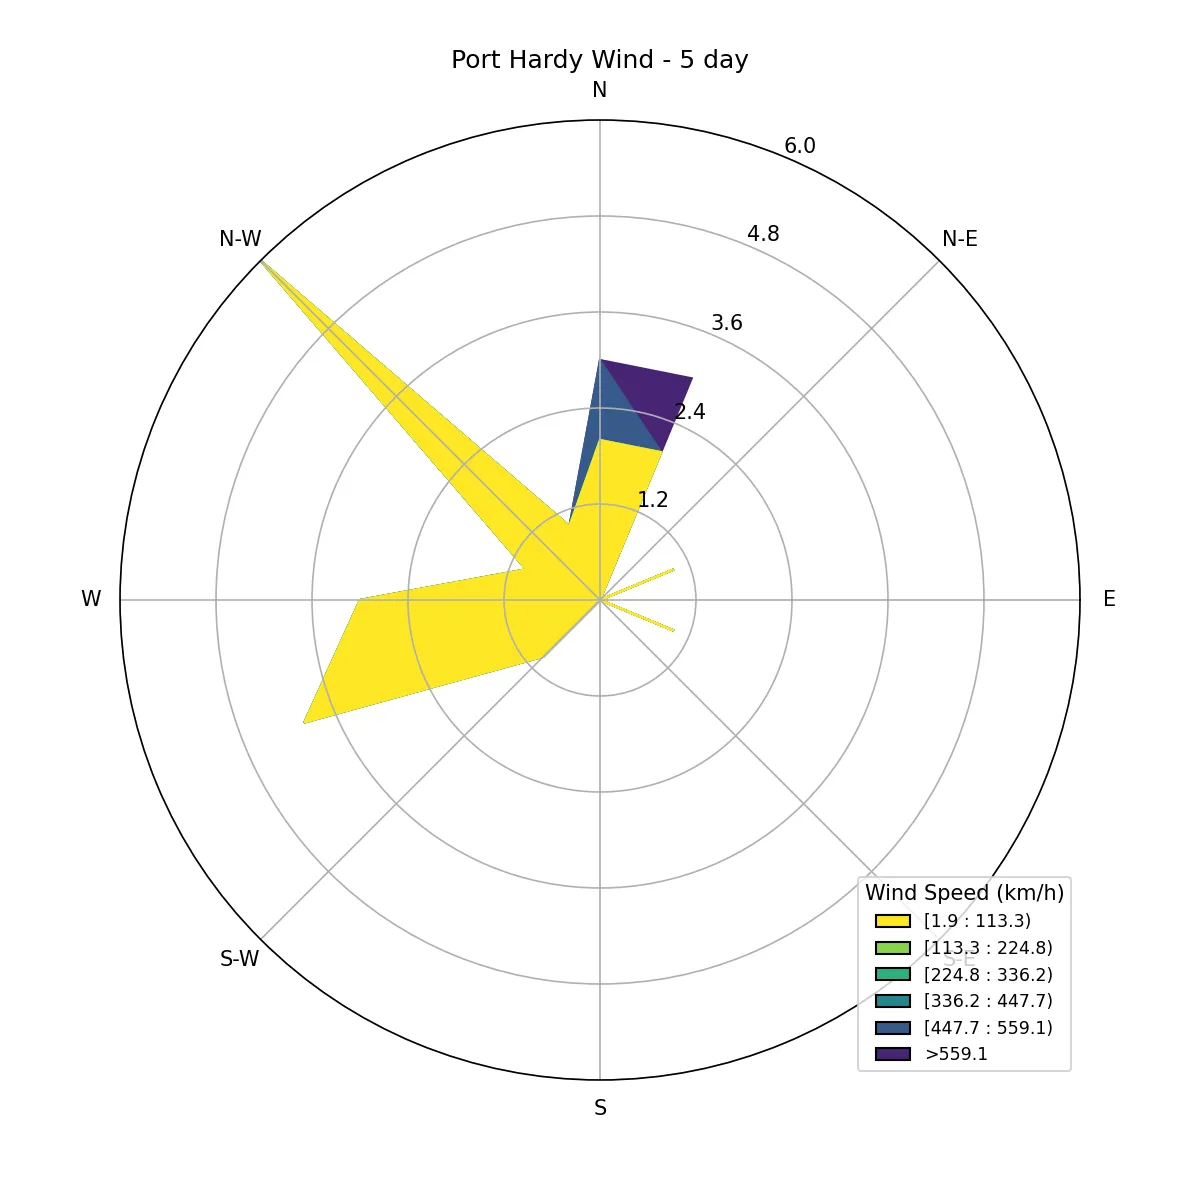 Port Hardy Wind - 5 day
N
6.0
N-W
4.8
N-E
3.6
2.4
1.2
W
E
S-W
S-E
S
Wind Speed (km/h)
[1.9 : 113.3)
[113.3 : 224.8)
[224.8 : 336.2)
[336.2 : 447.7)
[447.7 : 559.1)
>559.1